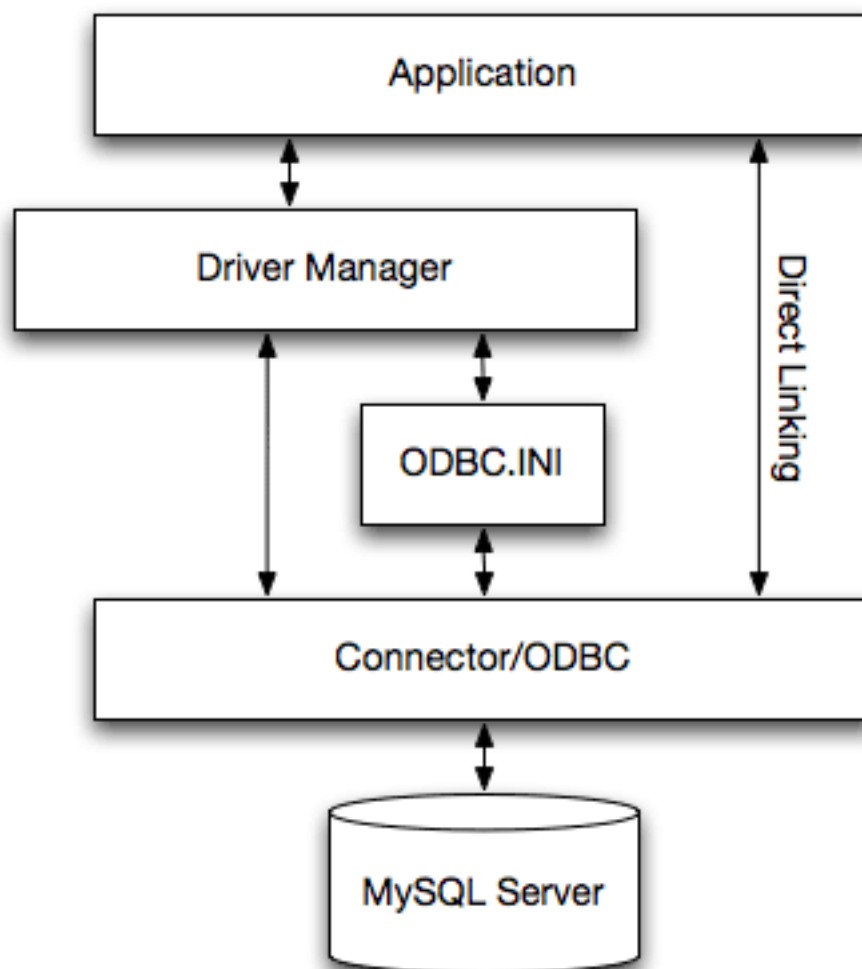 Application
Driver Manager
Direct Linking
ODBC.INI
Connector/ODBC
MySQL Server